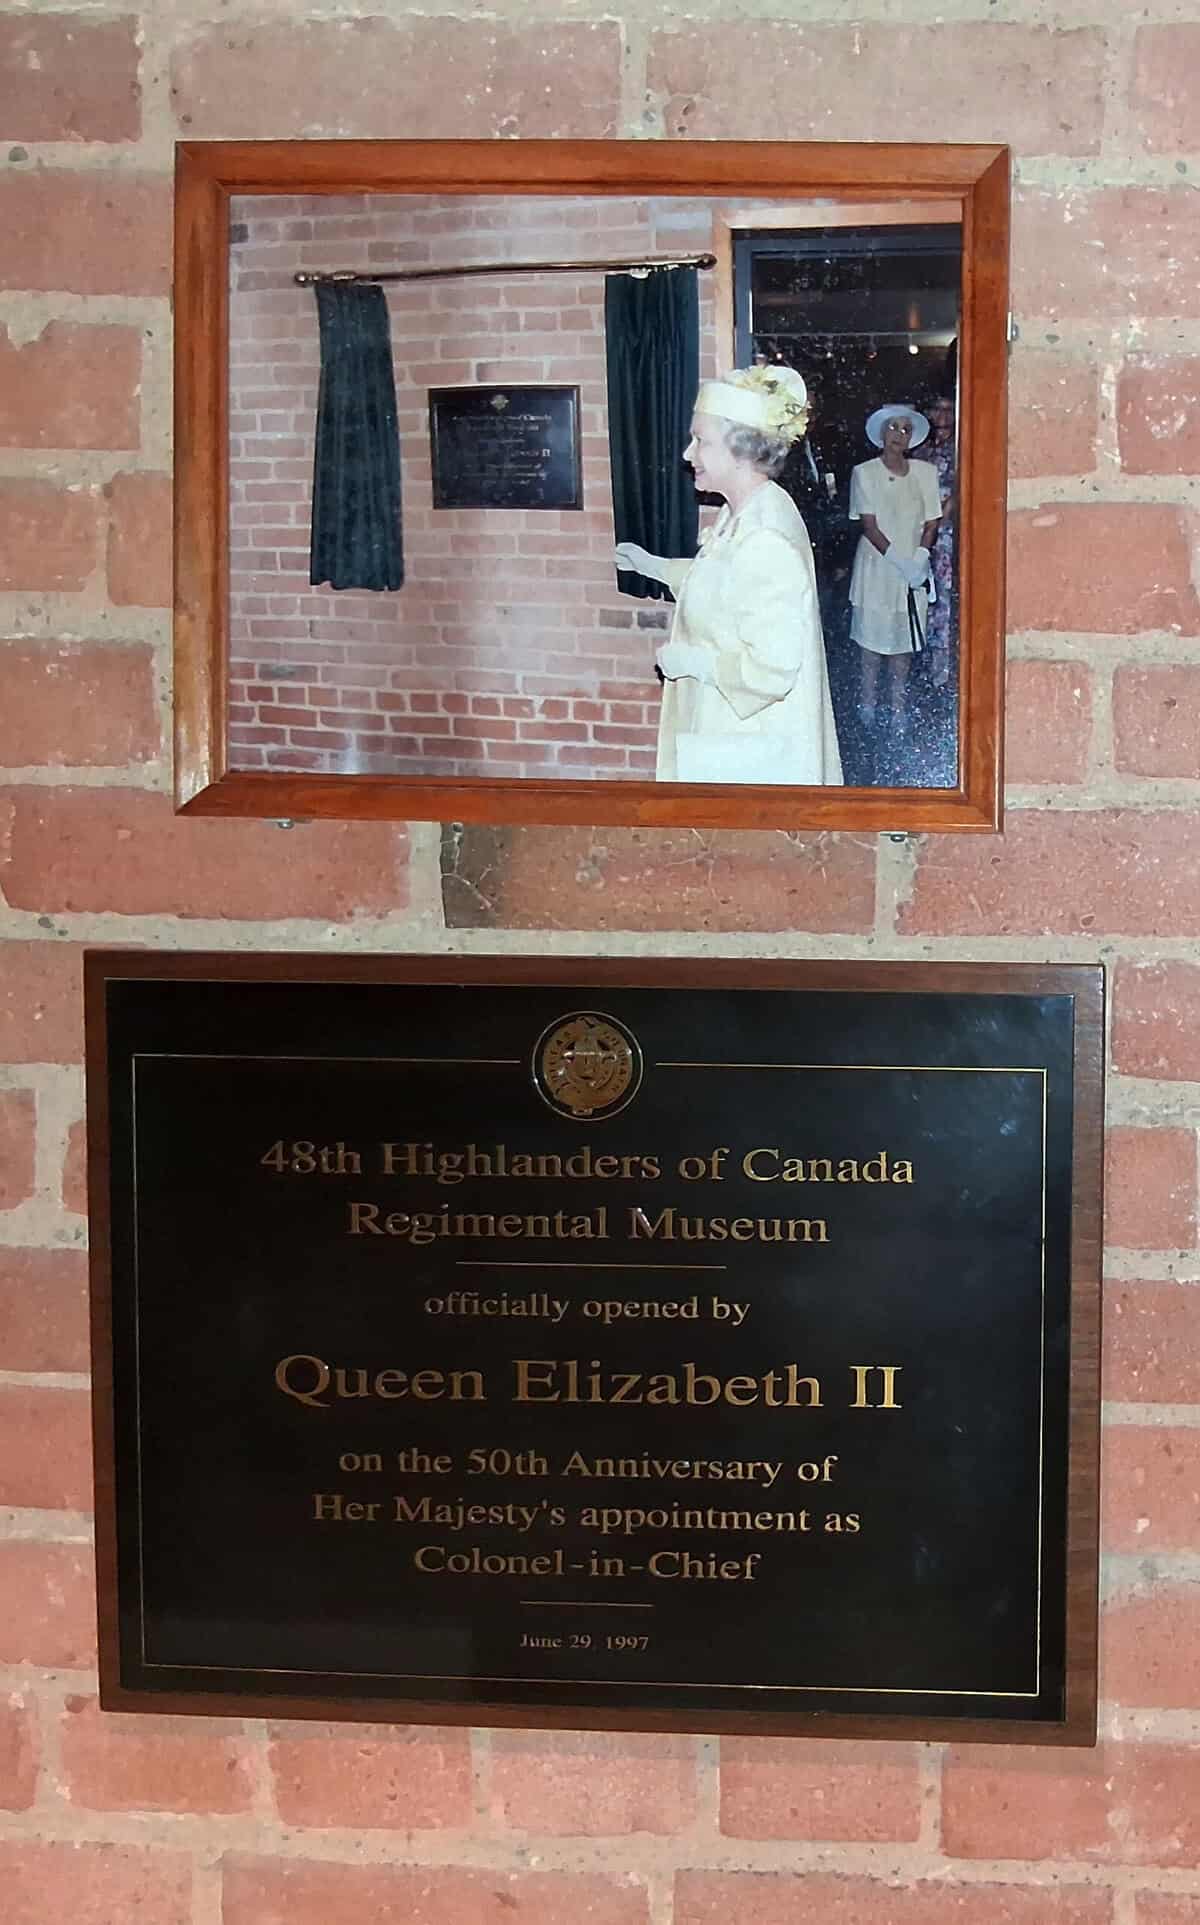 48th Highlanders of Canada
Regimental Museum
officially opened by
Queen Elizabeth II
on the 50th Anniversary of
Her Majesty's appointment as
Colonel-in-Chief
June 29, 1997